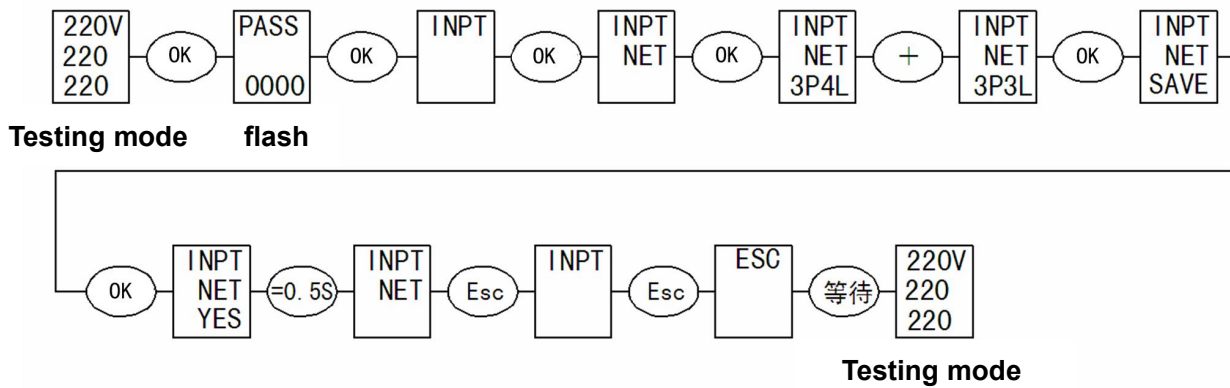 220V
220
220
OK
PASS
0000
OK
INPT
OK
INPT
NET
OK
INPT
NET
3P4L
+
INPT
NET
3P3L
OK
INPT
NET
SAVE
Testing mode
flash
OK
INPT
NET
YES
=0.5S
INPT
NET
Esc
INPT
Esc
ESC
等待
220V
220
220
Testing mode